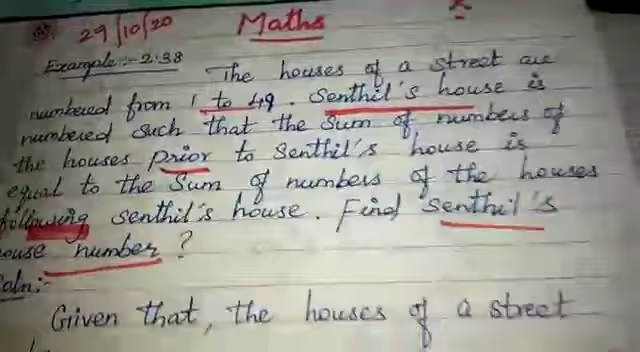 29/10/20 Maths
Example:- 2.38 The houses of a street are
numbered from 1 to 49. Senthil's house is
numbered such that the sum of numbers of
the houses prior to Senthil's house is
equal to the sum of numbers of the houses
following Senthil's house. Find Senthil's
ouse number?
oln:-
Given that, the houses of a street